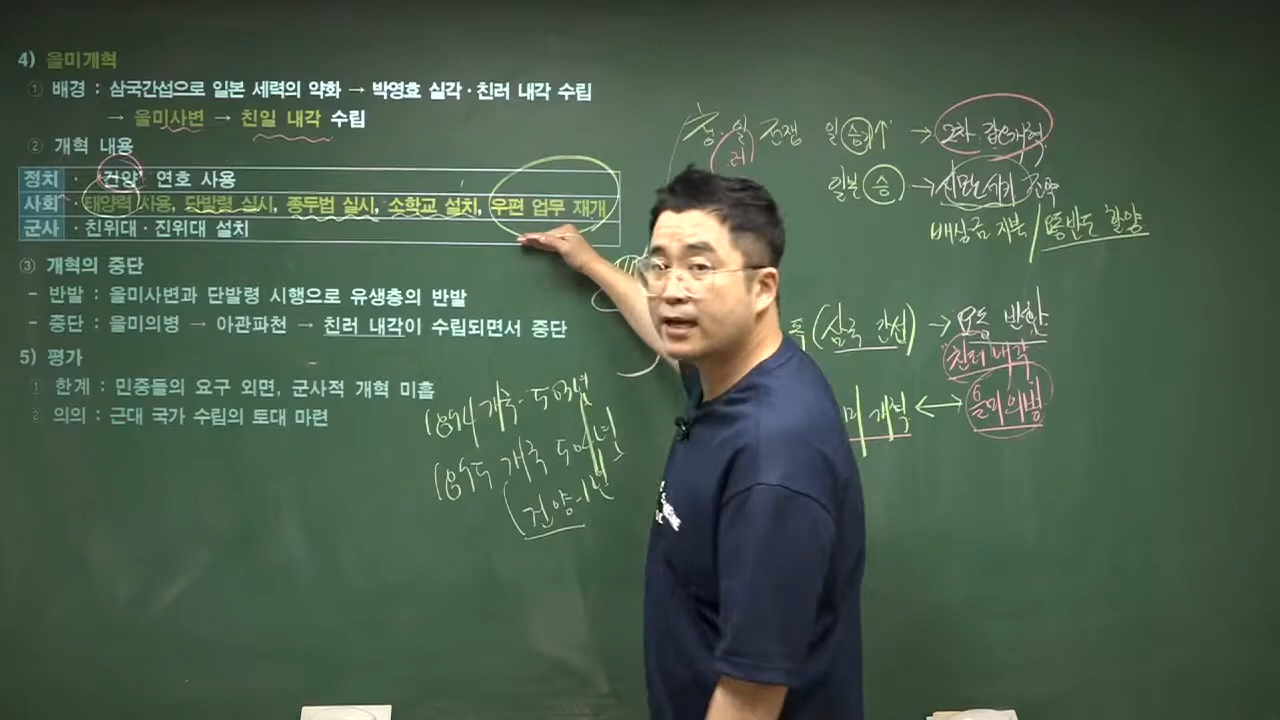 4) 을미개혁
① 배경 : 삼국간섭으로 일본 세력의 약화 → 박영효 실각·친러 내각 수립
→ 을미사변 → 친일 내각 수립
② 개혁 내용
정치 · 건양 연호 사용
사회 · 태양력 사용, 단발령 실시, 종두법 실시, 소학교 설치, 우편 업무 재개
군사 · 친위대·진위대 설치
③ 개혁의 중단
- 반발 : 을미사변과 단발령 시행으로 유생층의 반발
- 중단 : 을미의병 → 아관파천 → 친러 내각이 수립되면서 중단
5) 평가
① 한계 : 민중들의 요구 외면, 군사적 개혁 미흡
② 의의 : 근대 국가 수립의 토대 마련
1894 개국-503년
1895 개국 504년
(건양-1년
청·일 전쟁 일 승 ↑ → 2차 갑오개혁
러
일본 승 → 시모노세키 조약
배상금 지불 / 요동반도 할양
독 (삼국 간섭) → 요동 반환
친러내각
미 개혁 ↔ 을미의병